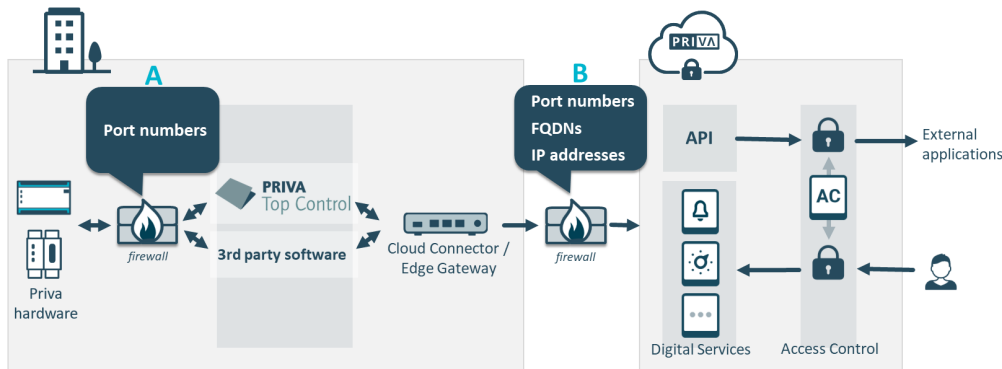 A
Port numbers
PRIVA
Top Control
3rd party software
firewall
Priva
hardware
Cloud Connector /
Edge Gateway
B
Port numbers
FQDNs
IP addresses
firewall
PRIVA
API
AC
External
applications
Digital Services
Access Control